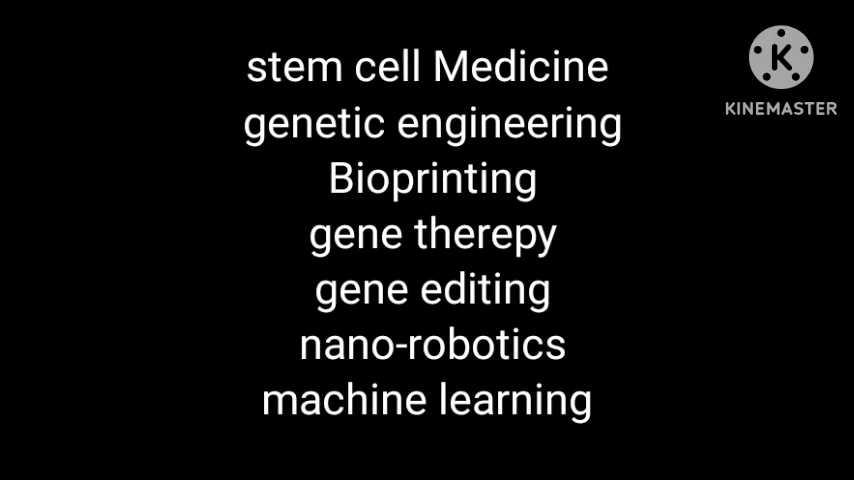 stem cell Medicine
genetic engineering
Bioprinting
gene therepy
gene editing
nano-robotics
machine learning
K
KINEMASTER